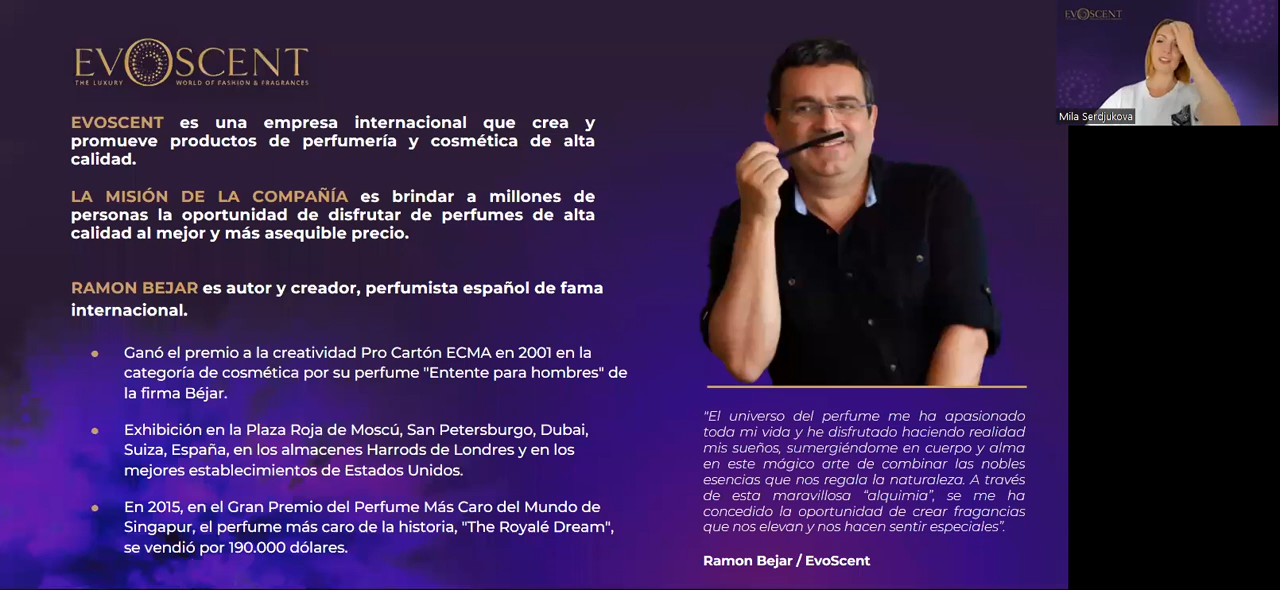 EVOSCENT
THE LUXURY WORLD OF FASHION & FRAGRANCES
EVOSCENT es una empresa internacional que crea y
promueve productos de perfumería y cosmética de alta
calidad.
LA MISIÓN DE LA COMPAÑÍA es brindar a millones de
personas la oportunidad de disfrutar de perfumes de alta
calidad al mejor y más asequible precio.
RAMON BEJAR es autor y creador, perfumista español de fama
internacional.
Ganó el premio a la creatividad Pro Cartón ECMA en 2001 en la
categoría de cosmética por su perfume "Entente para hombres" de
la firma Béjar.
Exhibición en la Plaza Roja de Moscú, San Petersburgo, Dubai,
Suiza, España, en los almacenes Harrods de Londres y en los
mejores establecimientos de Estados Unidos.
En 2015, en el Gran Premio del Perfume Más Caro del Mundo de
Singapur, el perfume más caro de la historia, "The Royalé Dream",
se vendió por 190.000 dólares.
"El universo del perfume me ha apasionado
toda mi vida y he disfrutado haciendo realidad
mis sueños, sumergiéndome en cuerpo y alma
en este mágico arte de combinar las nobles
esencias que nos regala la naturaleza. A través
de esta maravillosa “alquimia”, se me ha
concedido la oportunidad de crear fragancias
que nos elevan y nos hacen sentir especiales”.
Ramon Bejar / EvoScent
EVOSCENT
Mila Serdjukova